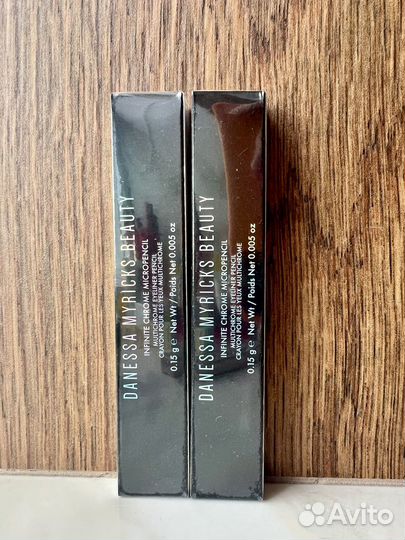 DANESSA MYRICKS BEAUTY
INFINITE CHROME MICROPENCIL
MULTICHROME EYELINER PENCIL
CRAYON POUR LES YEUX MULTICHROME
0.15 g ℮ Net Wt / Poids Net 0.005 oz
DANESSA MYRICKS BEAUTY
INFINITE CHROME MICROPENCIL
MULTICHROME EYELINER PENCIL
CRAYON POUR LES YEUX MULTICHROME
0.15 g ℮ Net Wt / Poids Net 0.005 oz
Avito